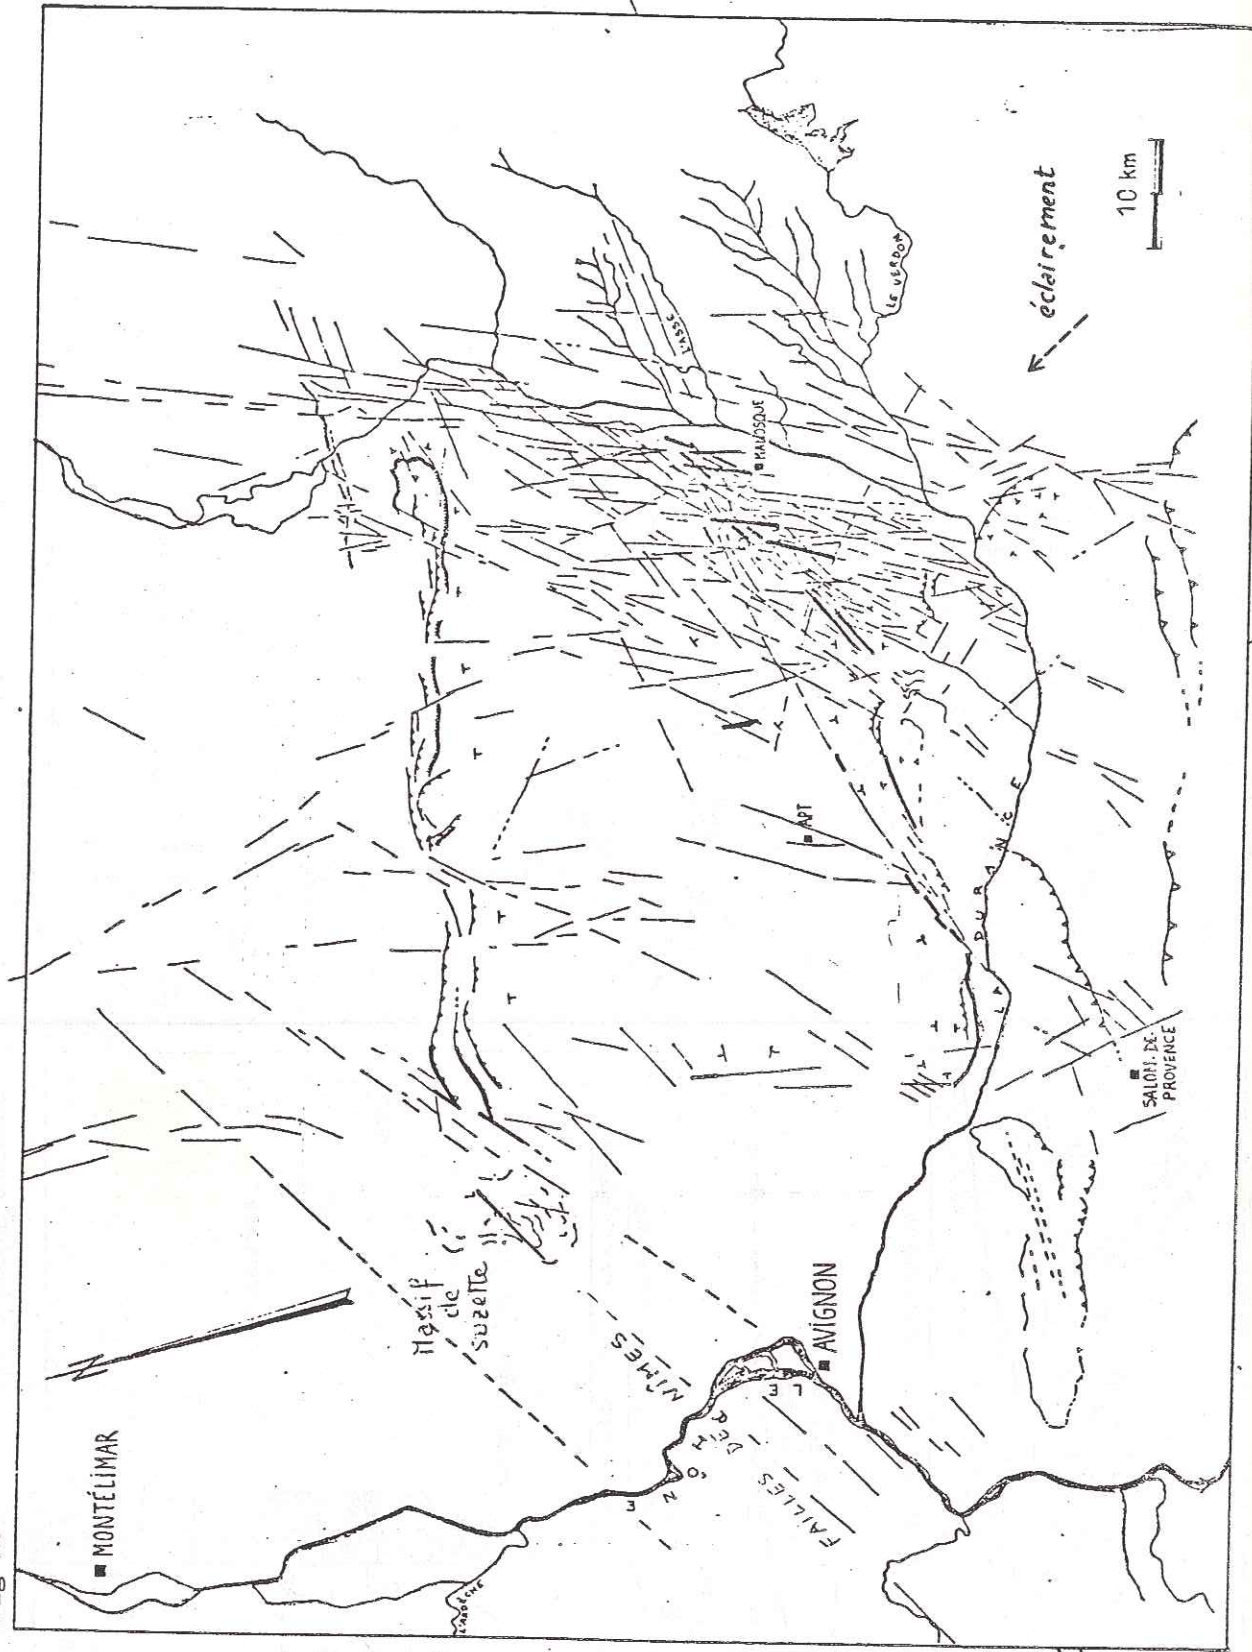 N
MONTÉLIMAR
L'ARDÈCHE
Massif
de
suzette
LE
RHÔNE
FAILLES
DE
NÎMES
AVIGNON
APT
MANOSQUE
L'ASSE
LE VERDON
LA DURANCE
SALON.DE.
PROVENCE
éclairement
10 km